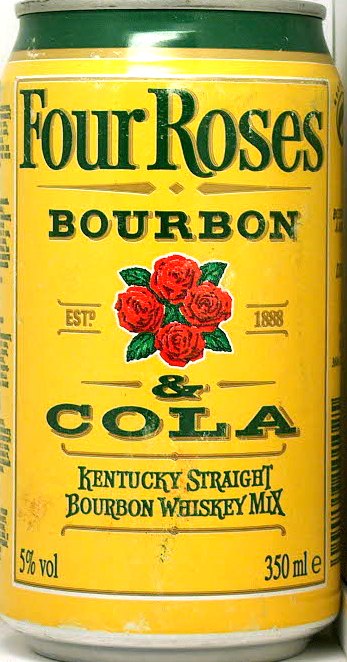 Four Roses
BOURBON
ESTD 1888
&
COLA
KENTUCKY STRAIGHT
BOURBON WHISKEY MIX
5% vol 350 ml e